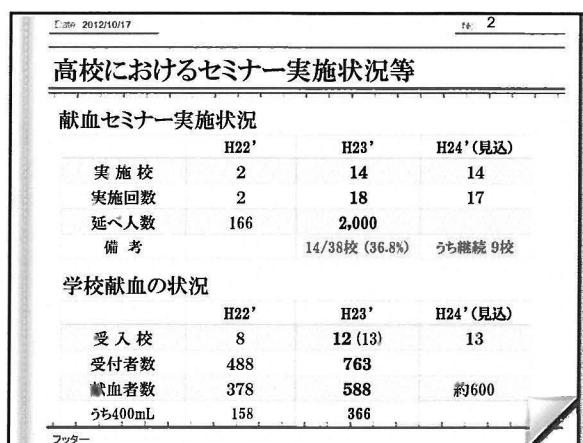 Date 2012/10/17
№ 2
高校におけるセミナー実施状況等
献血セミナー実施状況
H22’ H23’ H24’(見込)
実施校 2 14 14
実施回数 2 18 17
延べ人数 166 2,000
備考 14/38校 (36.8%) うち継続 9校
学校献血の状況
H22’ H23’ H24’(見込)
受入校 8 12 (13) 13
受付者数 488 763
献血者数 378 588 約600
うち400mL 158 366
フッター